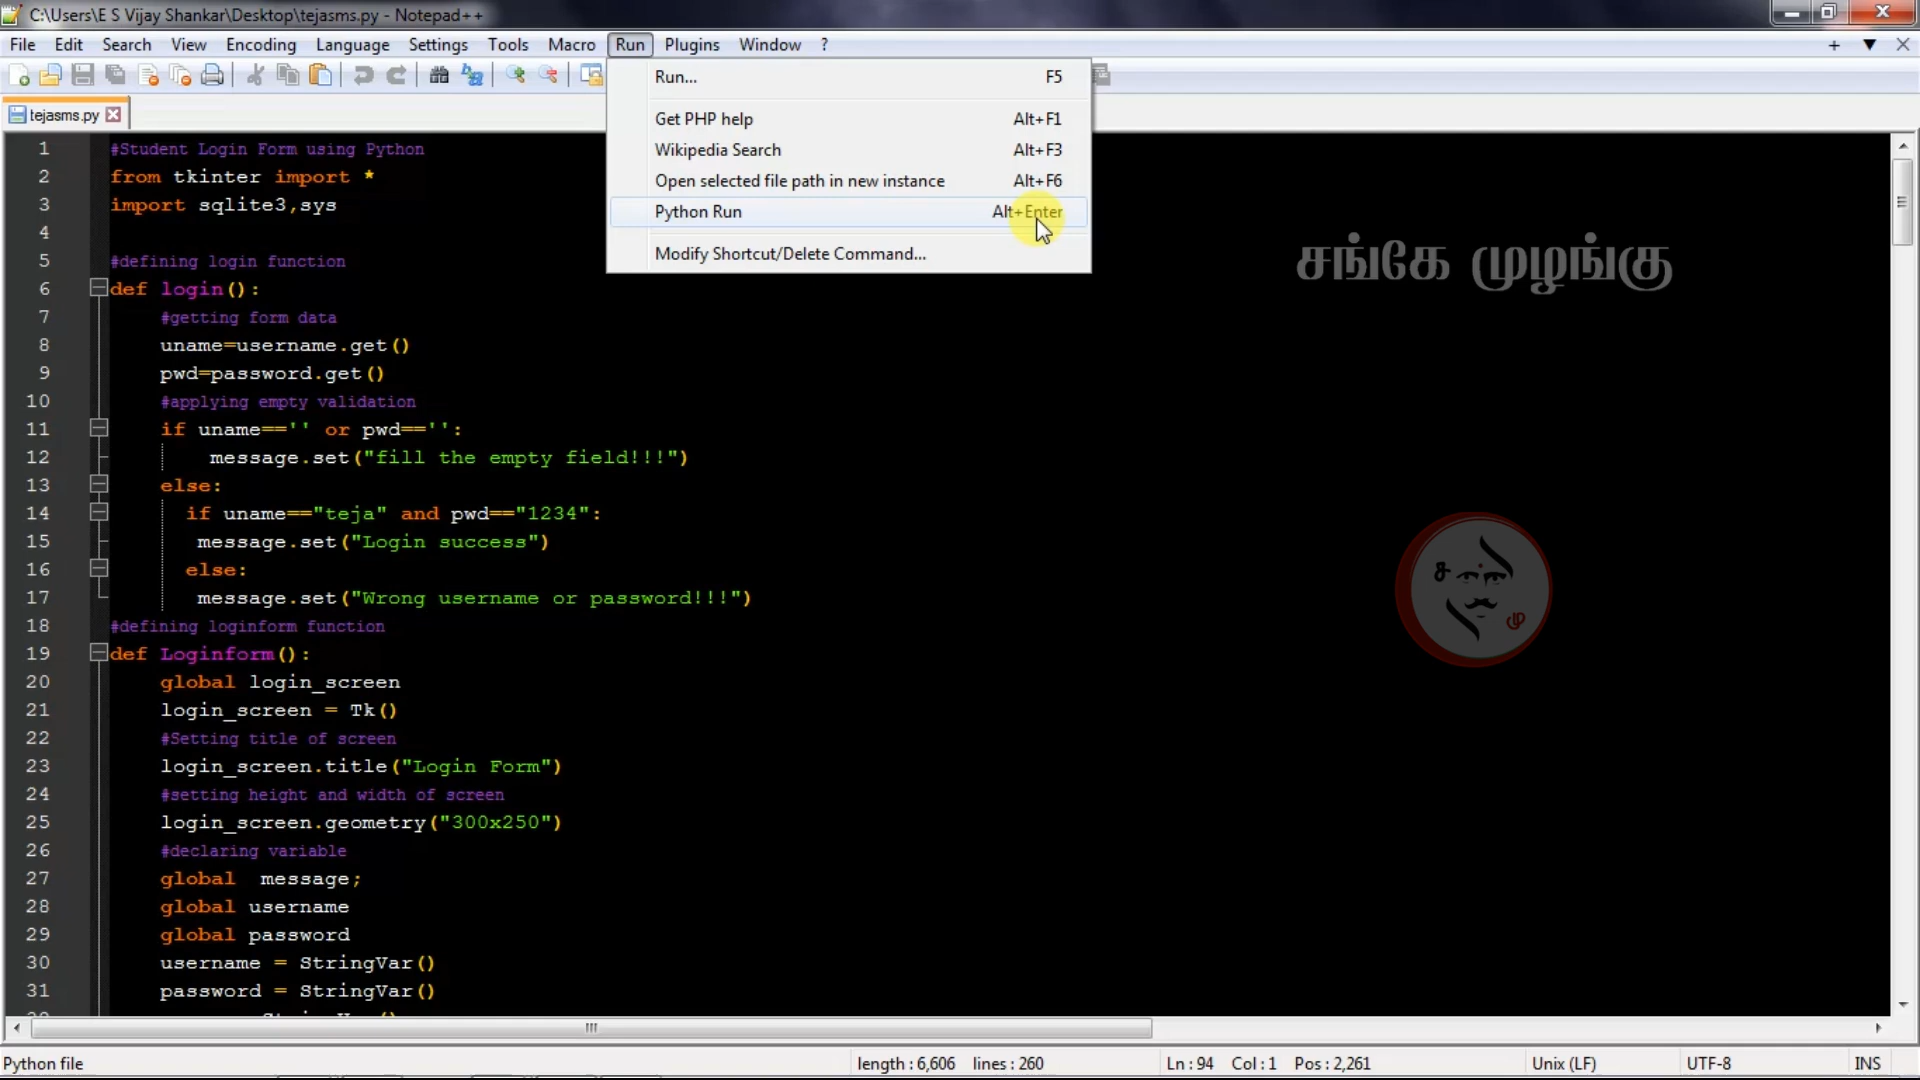 C:\Users\E S Vijay Shankar\Desktop\tejasms.py - Notepad++
File Edit Search View Encoding Language Settings Tools Macro Run Plugins Window ?
+ ▼ X
Run... F5
Get PHP help Alt+F1
Wikipedia Search Alt+F3
Open selected file path in new instance Alt+F6
Python Run Alt+Enter
Modify Shortcut/Delete Command...
tejasms.py
சங்கே முழங்கு
ச
மு
1 #Student Login Form using Python
2 from tkinter import *
3 import sqlite3,sys
4
5 #defining login function
6 def login():
7 #getting form data
8 uname=username.get()
9 pwd=password.get()
10 #applying empty validation
11 if uname=='' or pwd=='':
12 message.set("fill the empty field!!!")
13 else:
14 if uname=="teja" and pwd=="1234":
15 message.set("Login success")
16 else:
17 message.set("Wrong username or password!!!")
18 #defining loginform function
19 def Loginform():
20 global login_screen
21 login_screen = Tk()
22 #Setting title of screen
23 login_screen.title("Login Form")
24 #setting height and width of screen
25 login_screen.geometry("300x250")
26 #declaring variable
27 global  message;
28 global username
29 global password
30 username = StringVar()
31 password = StringVar()
Python file length : 6,606 lines : 260 Ln : 94 Col : 1 Pos : 2,261 Unix (LF) UTF-8 INS